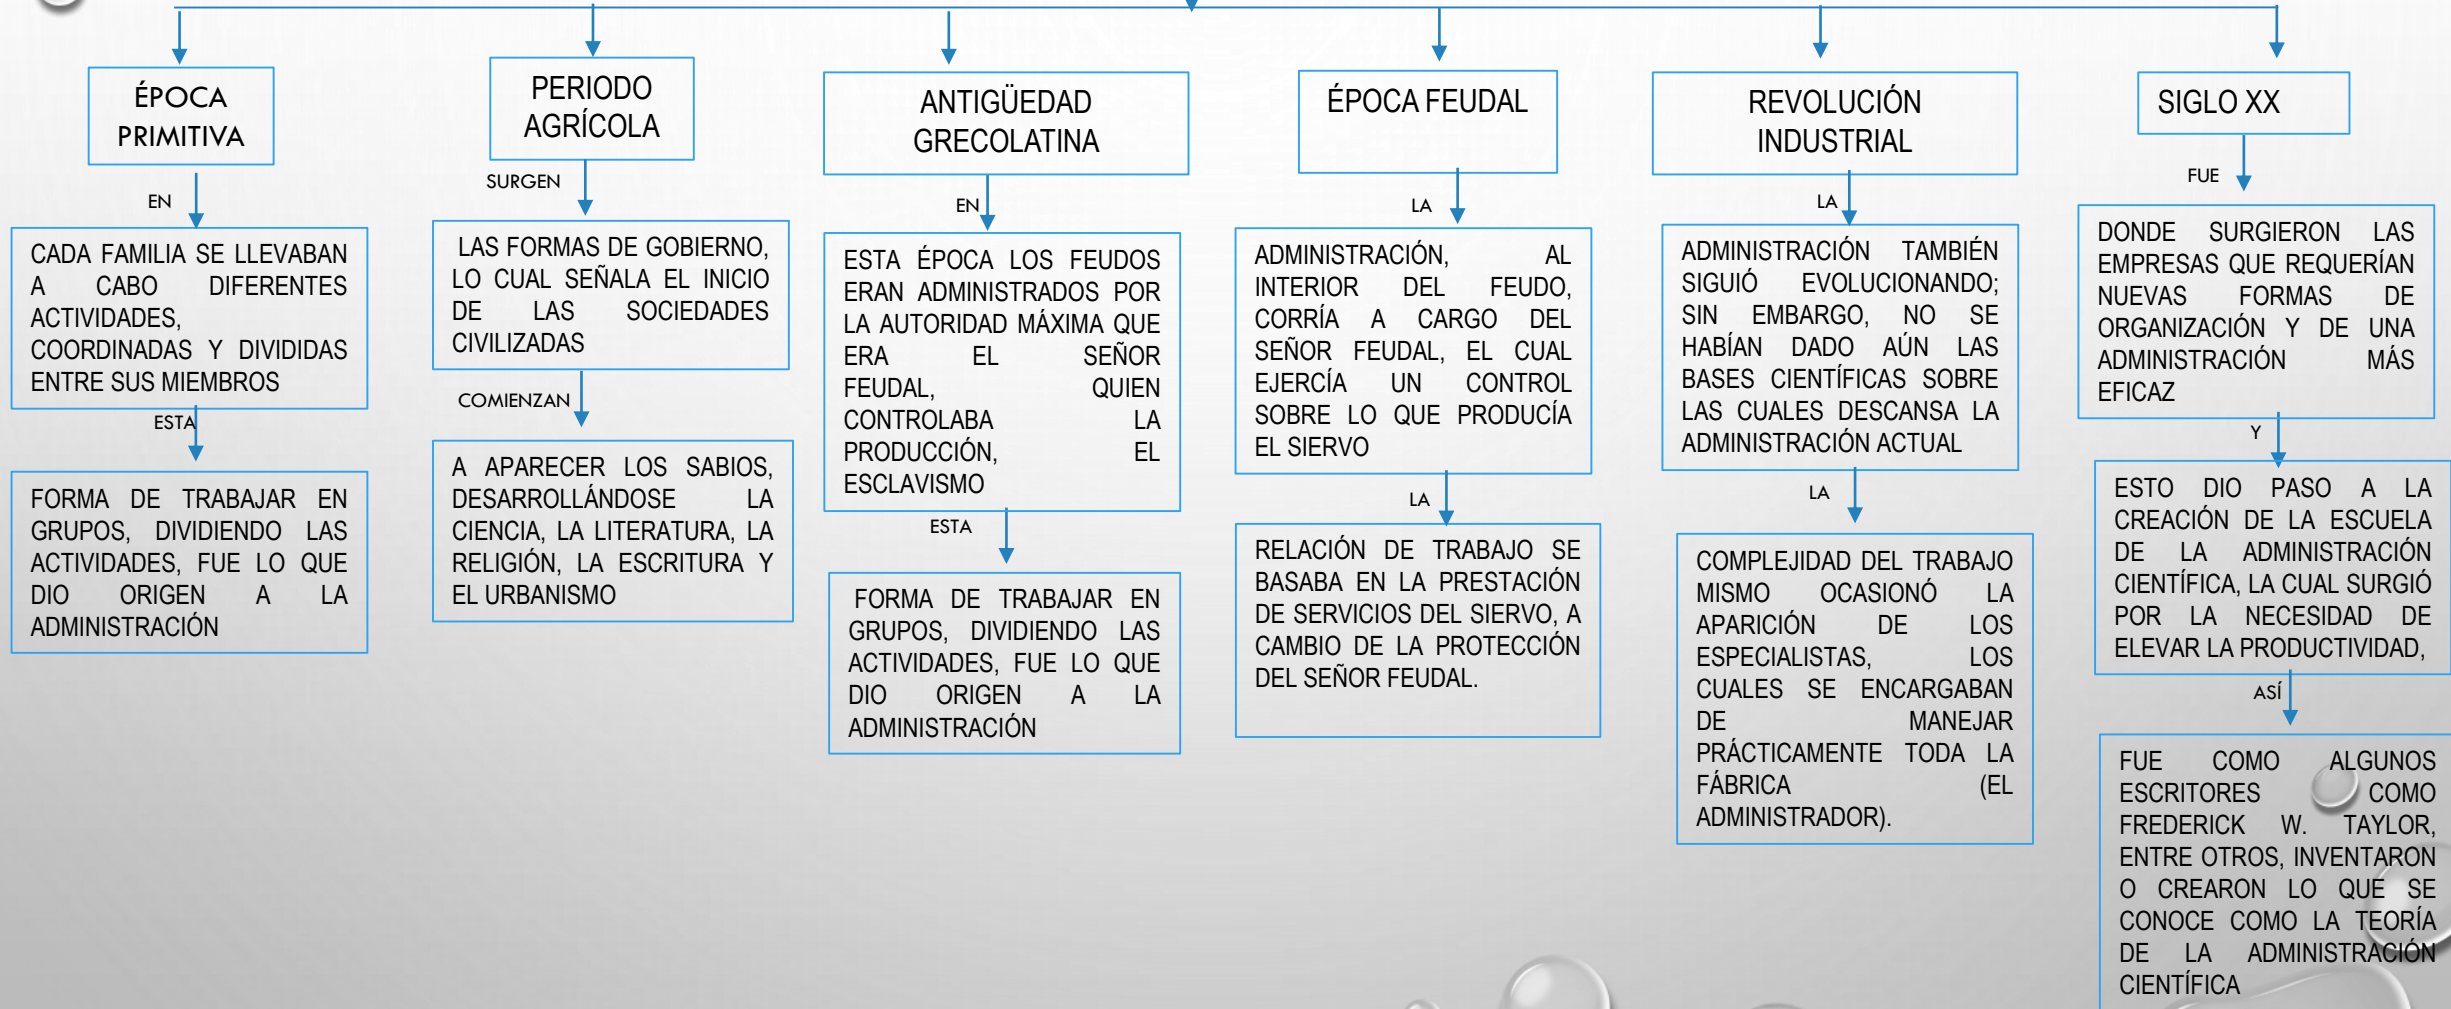 ÉPOCA
PRIMITIVA
EN
CADA FAMILIA SE LLEVABAN
A CABO DIFERENTES
ACTIVIDADES,
COORDINADAS Y DIVIDIDAS
ENTRE SUS MIEMBROS
ESTA
FORMA DE TRABAJAR EN
GRUPOS, DIVIDIENDO LAS
ACTIVIDADES, FUE LO QUE
DIO ORIGEN A LA
ADMINISTRACIÓN
PERIODO
AGRÍCOLA
SURGEN
LAS FORMAS DE GOBIERNO,
LO CUAL SEÑALA EL INICIO
DE LAS SOCIEDADES
CIVILIZADAS
COMIENZAN
A APARECER LOS SABIOS,
DESARROLLÁNDOSE LA
CIENCIA, LA LITERATURA, LA
RELIGIÓN, LA ESCRITURA Y
EL URBANISMO
ANTIGÜEDAD
GRECOLATINA
EN
ESTA ÉPOCA LOS FEUDOS
ERAN ADMINISTRADOS POR
LA AUTORIDAD MÁXIMA QUE
ERA EL SEÑOR
FEUDAL, QUIEN
CONTROLABA LA
PRODUCCIÓN, EL
ESCLAVISMO
ESTA
FORMA DE TRABAJAR EN
GRUPOS, DIVIDIENDO LAS
ACTIVIDADES, FUE LO QUE
DIO ORIGEN A LA
ADMINISTRACIÓN
ÉPOCA FEUDAL
LA
ADMINISTRACIÓN, AL
INTERIOR DEL FEUDO,
CORRÍA A CARGO DEL
SEÑOR FEUDAL, EL CUAL
EJERCÍA UN CONTROL
SOBRE LO QUE PRODUCÍA
EL SIERVO
LA
RELACIÓN DE TRABAJO SE
BASABA EN LA PRESTACIÓN
DE SERVICIOS DEL SIERVO, A
CAMBIO DE LA PROTECCIÓN
DEL SEÑOR FEUDAL.
REVOLUCIÓN
INDUSTRIAL
LA
ADMINISTRACIÓN TAMBIÉN
SIGUIÓ EVOLUCIONANDO;
SIN EMBARGO, NO SE
HABÍAN DADO AÚN LAS
BASES CIENTÍFICAS SOBRE
LAS CUALES DESCANSA LA
ADMINISTRACIÓN ACTUAL
LA
COMPLEJIDAD DEL TRABAJO
MISMO OCASIONÓ LA
APARICIÓN DE LOS
ESPECIALISTAS, LOS
CUALES SE ENCARGABAN
DE MANEJAR
PRÁCTICAMENTE TODA LA
FÁBRICA (EL
ADMINISTRADOR).
SIGLO XX
FUE
DONDE SURGIERON LAS
EMPRESAS QUE REQUERÍAN
NUEVAS FORMAS DE
ORGANIZACIÓN Y DE UNA
ADMINISTRACIÓN MÁS
EFICAZ
Y
ESTO DIO PASO A LA
CREACIÓN DE LA ESCUELA
DE LA ADMINISTRACIÓN
CIENTÍFICA, LA CUAL SURGIÓ
POR LA NECESIDAD DE
ELEVAR LA PRODUCTIVIDAD,
ASÍ
FUE COMO ALGUNOS
ESCRITORES COMO
FREDERICK W. TAYLOR,
ENTRE OTROS, INVENTARON
O CREARON LO QUE SE
CONOCE COMO LA TEORÍA
DE LA ADMINISTRACIÓN
CIENTÍFICA